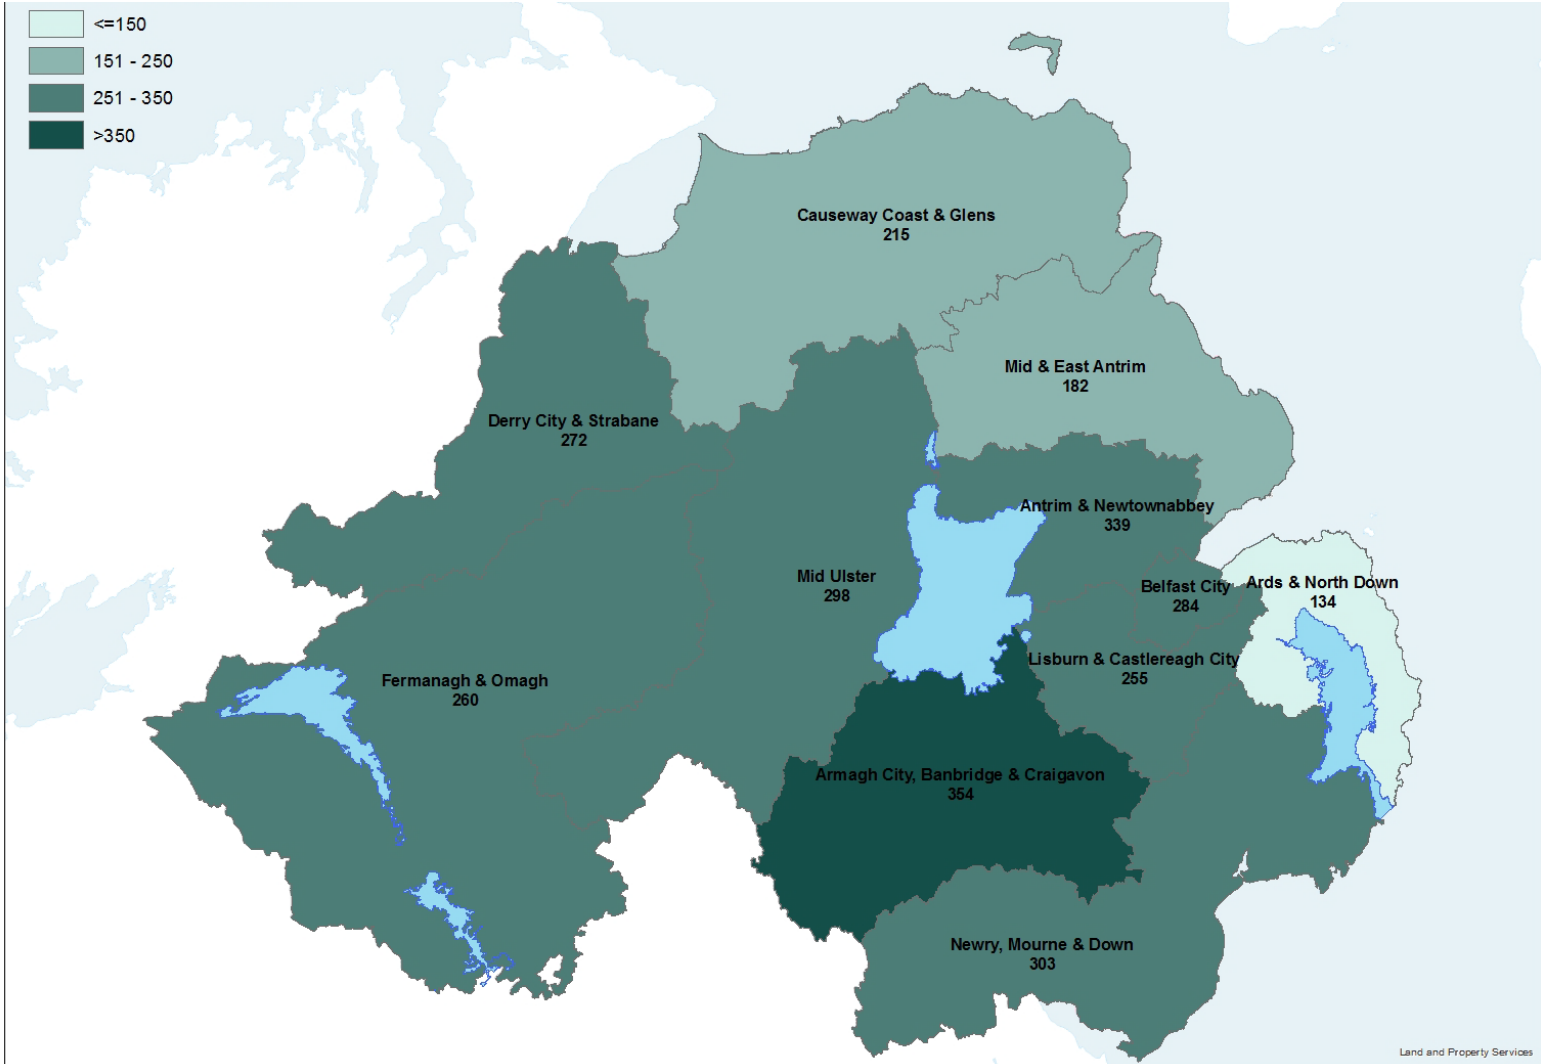 <=150
151 - 250
251 - 350
>350
Causeway Coast & Glens
215
Mid & East Antrim
182
Derry City & Strabane
272
Antrim & Newtownabbey
339
Mid Ulster
298
Belfast City
284
Ards & North Down
134
Lisburn & Castlereagh City
255
Fermanagh & Omagh
260
Armagh City, Banbridge & Craigavon
354
Newry, Mourne & Down
303
Land and Property Services